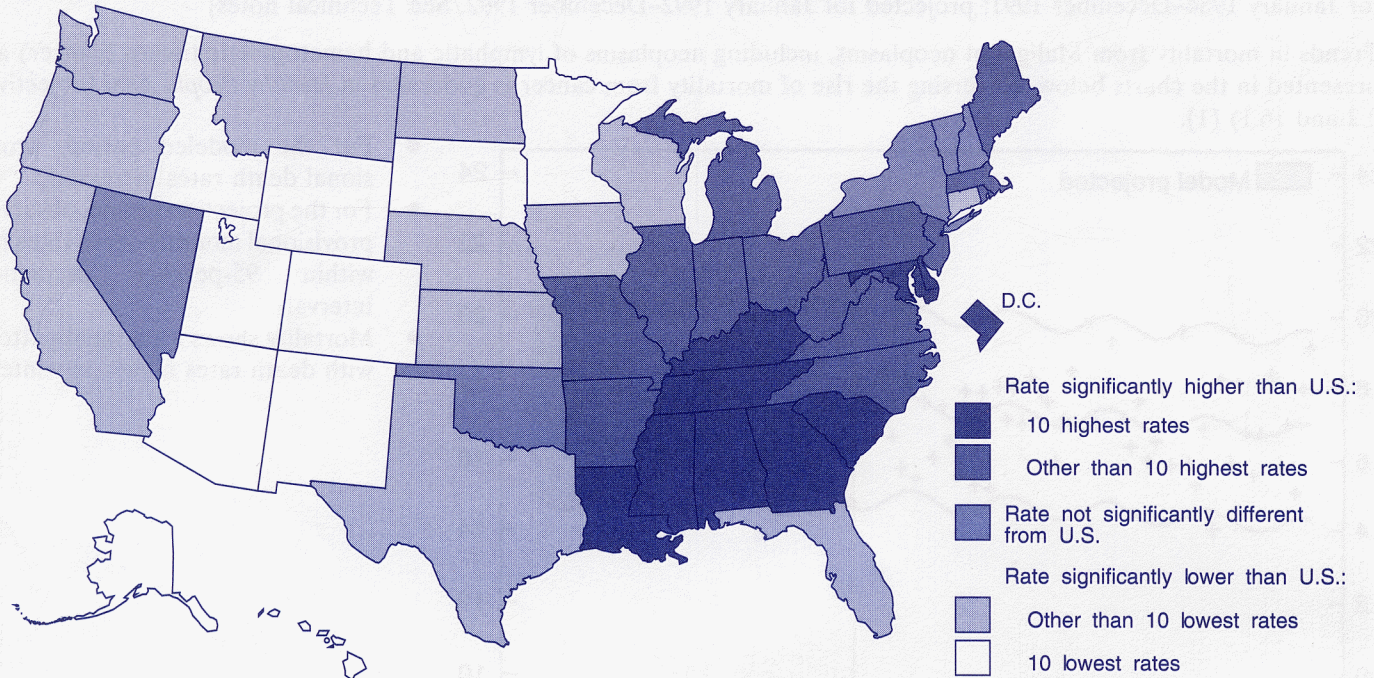 D.C.
Rate significantly higher than U.S.:
10 highest rates
Other than 10 highest rates
Rate not significantly different
from U.S.
Rate significantly lower than U.S.:
Other than 10 lowest rates
10 lowest rates